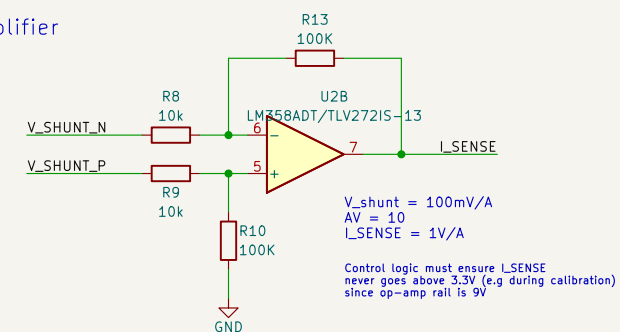 plifier
R13
100K
U2B
LM358ADT/TLV272IS-13
R8
10k
V_SHUNT_N
6
-
7
I_SENSE
V_SHUNT_P
5
+
R9
10k
R10
100K
GND
V_shunt = 100mV/A
AV = 10
I_SENSE = 1V/A
Control logic must ensure I_SENSE
never goes above 3.3V (e.g during calibration)
since op-amp rail is 9V